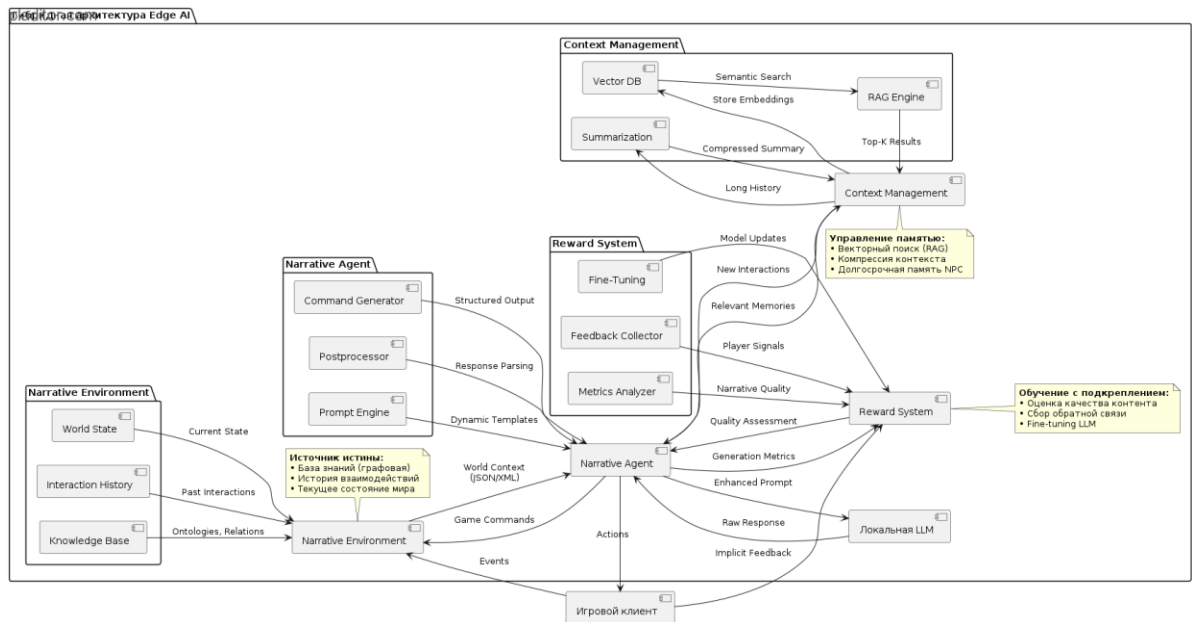 архитектура Edge AI
Context Management
Vector DB
Semantic Search
RAG Engine
Store Embeddings
Summarization
Compressed Summary
Top-K Results
Long History
Context Management
Управление памятью:
• Векторный поиск (RAG)
• Компрессия контекста
• Долгосрочная память NPC
Reward System
Model Updates
Fine-Tuning
New Interactions
Feedback Collector
Relevant Memories
Player Signals
Metrics Analyzer
Narrative Quality
Reward System
Обучение с подкреплением:
• Оценка качества контента
• Сбор обратной связи
• Fine-tuning LLM
Narrative Agent
Command Generator
Structured Output
Postprocessor
Response Parsing
Prompt Engine
Dynamic Templates
Narrative Environment
World State
Current State
Interaction History
Past Interactions
Knowledge Base
Ontologies, Relations
Источник истины:
• База знаний (графовая)
• История взаимодействий
• Текущее состояние мира
Narrative Environment
World Context
(JSON/XML)
Game Commands
Narrative Agent
Quality Assessment
Generation Metrics
Enhanced Prompt
Raw Response
Локальная LLM
Implicit Feedback
Actions
Events
Игровой клиент